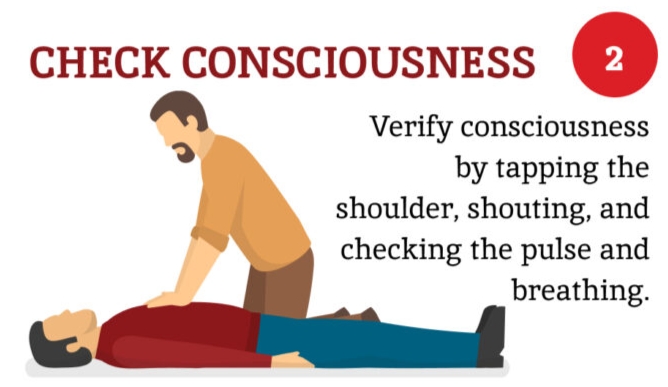 CHECK CONSCIOUSNESS
2
Verify consciousness
by tapping the
shoulder, shouting, and
checking the pulse and
breathing.